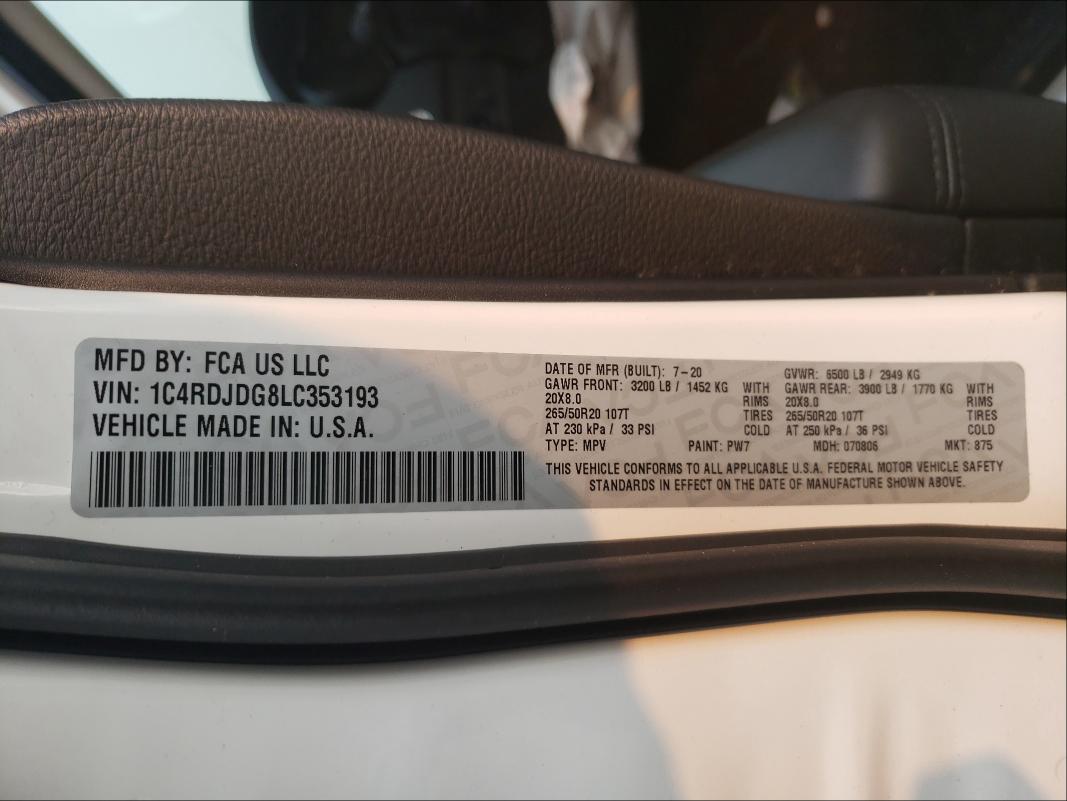 MFD BY: FCA US LLC
VIN: 1C4RDJDG8LC353193
VEHICLE MADE IN: U.S.A.
DATE OF MFR (BUILT): 7-20 GVWR: 6500 LB / 2949 KG
GAWR FRONT: 3200 LB / 1452 KG WITH GAWR REAR: 3900 LB / 1770 KG WITH
20X8.0 RIMS 20X8.0 RIMS
265/50R20 107T TIRES 265/50R20 107T TIRES
AT 230 kPa / 33 PSI COLD AT 250 kPa / 36 PSI COLD
TYPE: MPV PAINT: PW7 MDH: 070806 MKT: 875
THIS VEHICLE CONFORMS TO ALL APPLICABLE U.S.A. FEDERAL MOTOR VEHICLE SAFETY
STANDARDS IN EFFECT ON THE DATE OF MANUFACTURE SHOWN ABOVE.